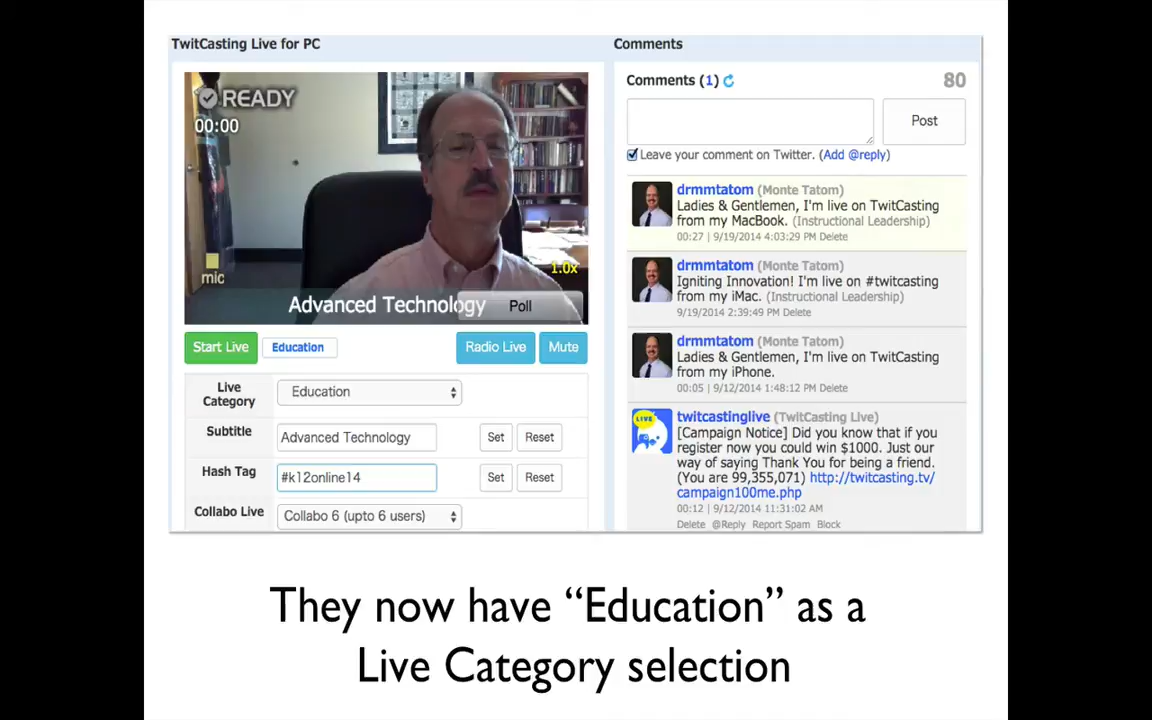 TwitCasting Live for PC
READY
00:00
mic
1.0x
Advanced Technology
Poll
Start Live
Education
Radio Live
Mute
Live Category
Education
Subtitle
Advanced Technology
Set
Reset
Hash Tag
#k12online14
Set
Reset
Collabo Live
Collabo 6 (upto 6 users)
Comments
Comments (1)
80
Post
Leave your comment on Twitter. (Add @reply)
drmmtatom (Monte Tatom)
Ladies & Gentlemen, I'm live on TwitCasting
from my MacBook. (Instructional Leadership)
00:27 | 9/19/2014 4:03:29 PM Delete
drmmtatom (Monte Tatom)
Igniting Innovation! I'm live on #twitcasting
from my iMac. (Instructional Leadership)
9/19/2014 2:39:49 PM Delete
drmmtatom (Monte Tatom)
Ladies & Gentlemen, I'm live on TwitCasting
from my iPhone.
00:05 | 9/12/2014 1:48:12 PM Delete
LIVE
twitcastinglive (TwitCasting Live)
[Campaign Notice] Did you know that if you
register now you could win $1000. Just our
way of saying Thank You for being a friend.
(You are 99,355,071) http://twitcasting.tv/
campaign100me.php
00:12 | 9/12/2014 11:31:02 AM
Delete @Reply Report Spam Block
They now have “Education” as a
Live Category selection